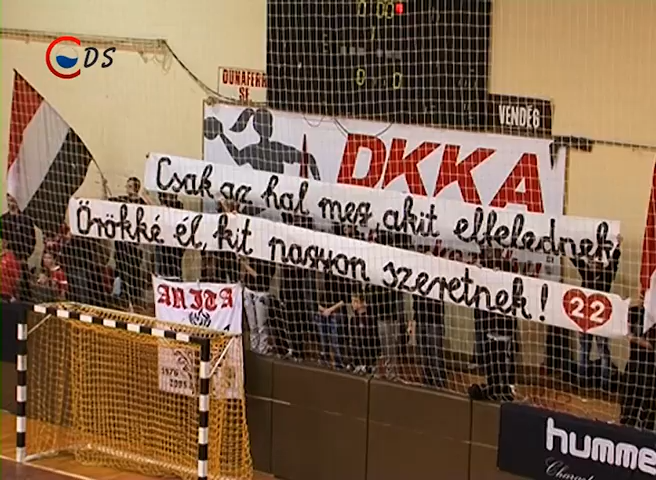 DS
DUNAFERR
SE
VENDÉG
DKKA
Csak az hal meg, akit elfelednek,
Örökké él, kit nagyon szeretnek! 22
ANITA
1976
hummel